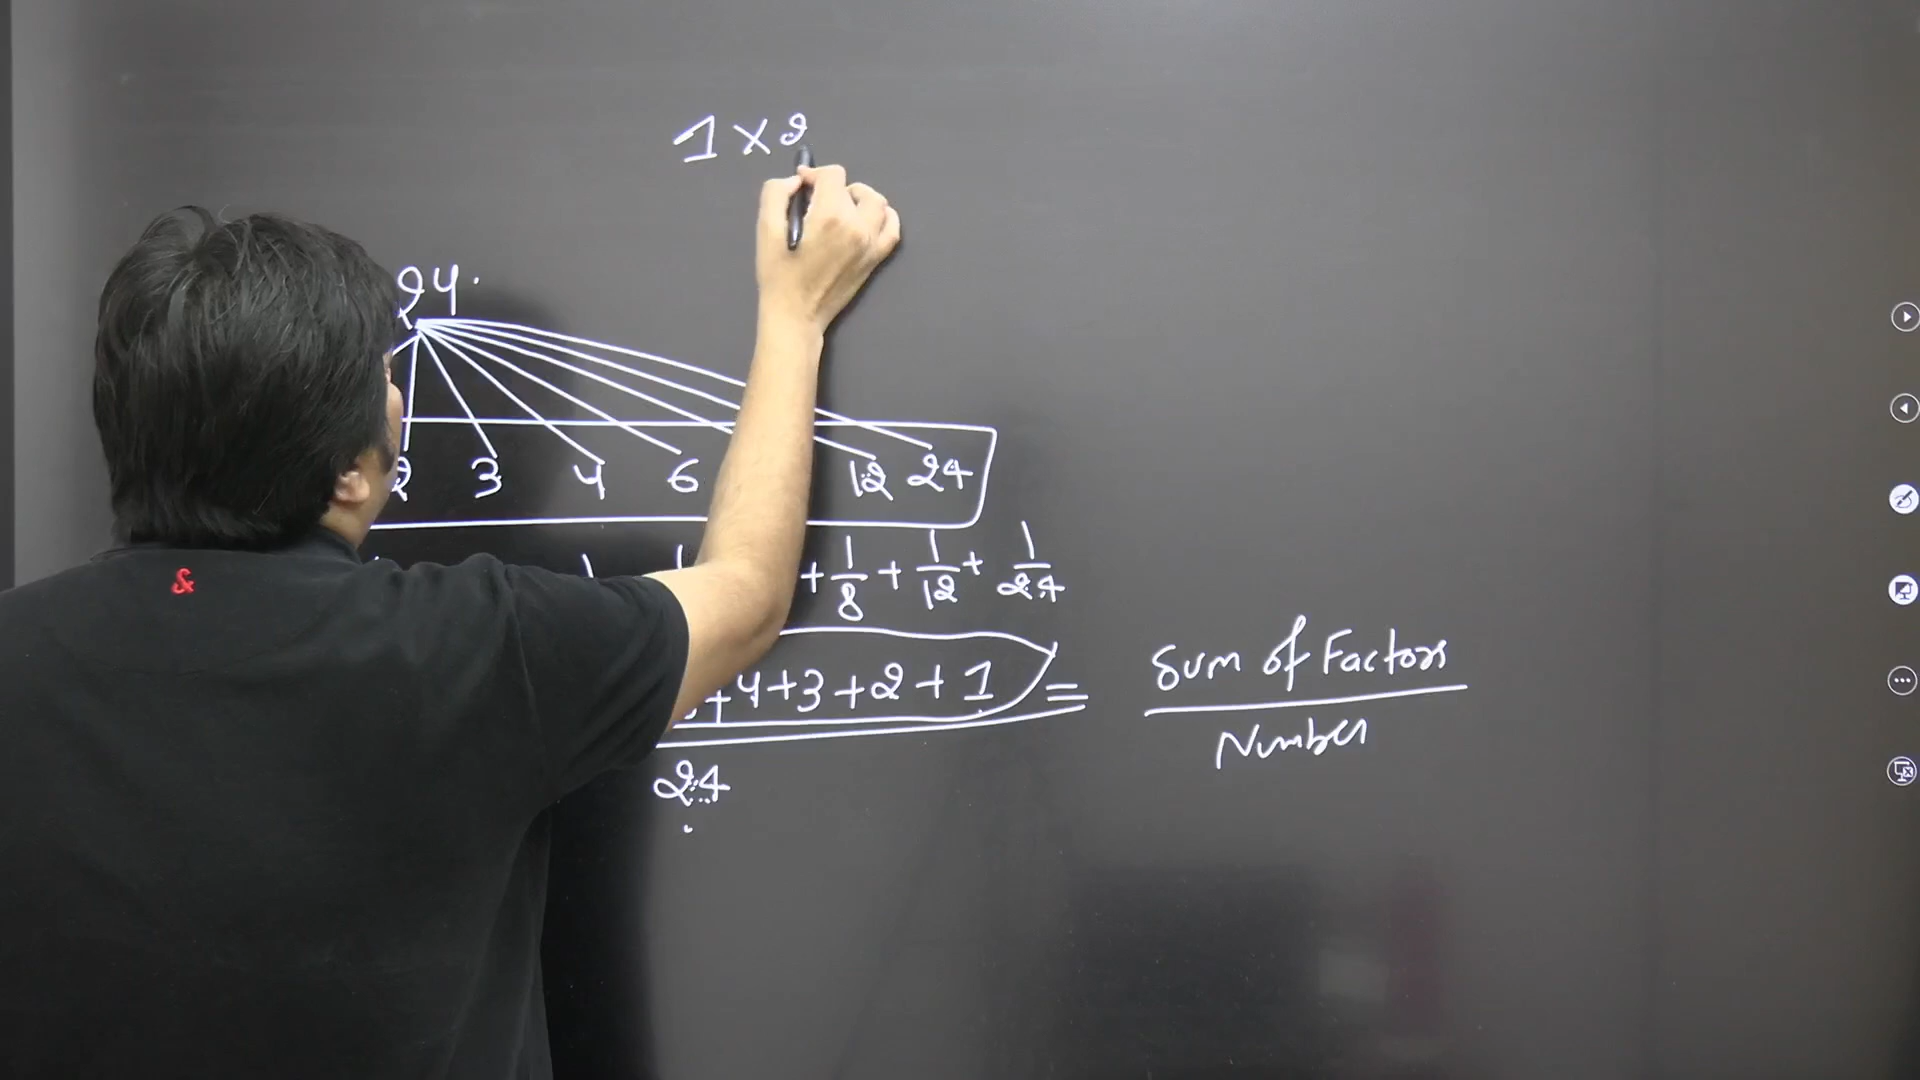 1 × 2
24.
2 3 4 6 12 24
+ 1/8 + 1/12 + 1/24
+ 4 + 3 + 2 + 1 = Sum of Factors / Number
24
&